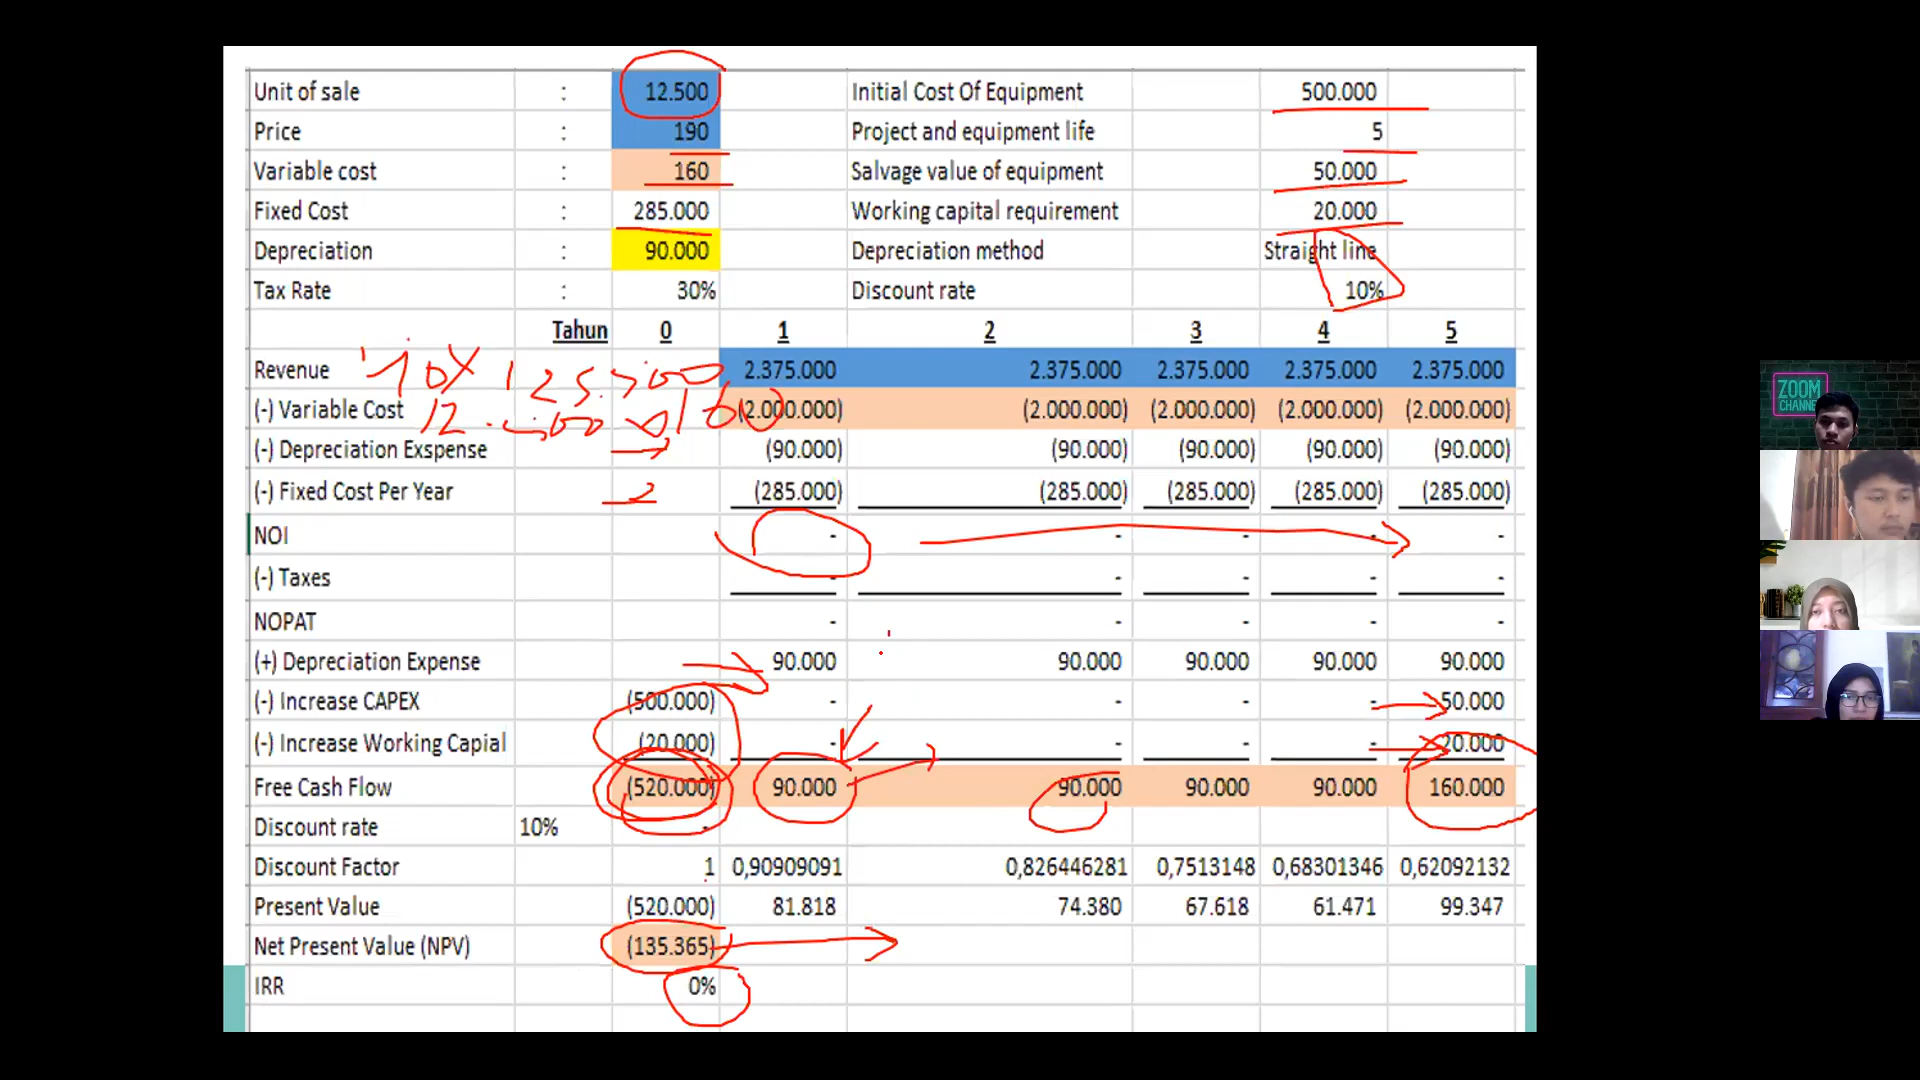 Unit of sale : 12.500 Initial Cost Of Equipment 500.000
Price : 190 Project and equipment life 5
Variable cost : 160 Salvage value of equipment 50.000
Fixed Cost : 285.000 Working capital requirement 20.000
Depreciation : 90.000 Depreciation method Straight line
Tax Rate : 30% Discount rate 10%
Tahun 0 1 2 3 4 5
Revenue 2.375.000 2.375.000 2.375.000 2.375.000 2.375.000
(-) Variable Cost (2.000.000) (2.000.000) (2.000.000) (2.000.000) (2.000.000)
(-) Depreciation Exspense (90.000) (90.000) (90.000) (90.000) (90.000)
(-) Fixed Cost Per Year (285.000) (285.000) (285.000) (285.000) (285.000)
NOI - - - - -
(-) Taxes - - - - -
NOPAT - - - - -
(+) Depreciation Expense 90.000 90.000 90.000 90.000 90.000
(-) Increase CAPEX (500.000) - - - - 50.000
(-) Increase Working Capial (20.000) - - - - 20.000
Free Cash Flow (520.000) 90.000 90.000 90.000 90.000 160.000
Discount rate 10% -
Discount Factor 1 0,90909091 0,826446281 0,7513148 0,68301346 0,62092132
Present Value (520.000) 81.818 74.380 67.618 61.471 99.347
Net Present Value (NPV) (135.365)
IRR 0%
ZOOM
CHANNE